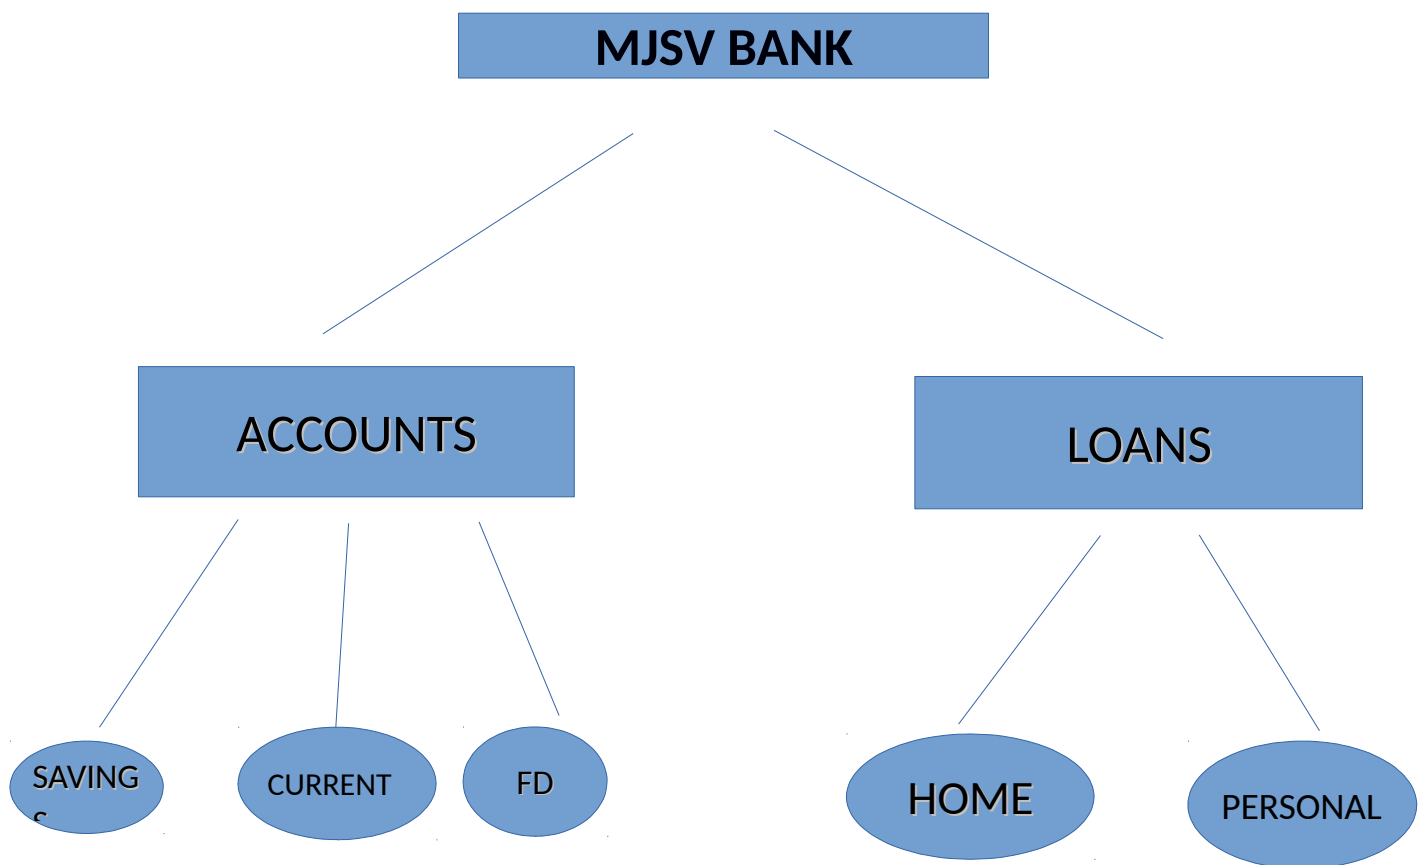 MJSV BANK
ACCOUNTS
LOANS
SAVING
S
CURRENT
FD
HOME
PERSONAL